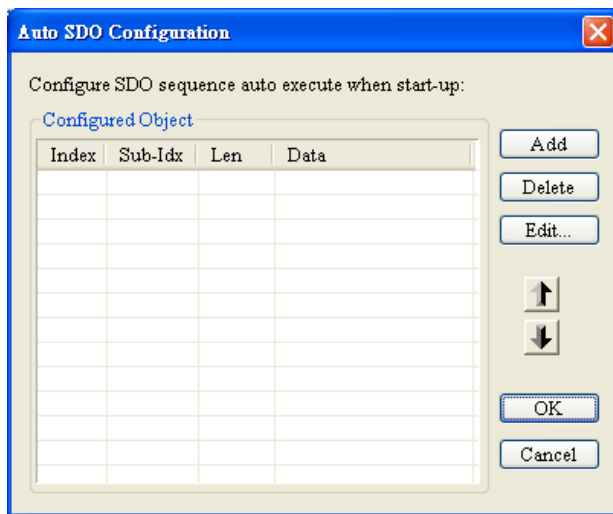 Auto SDO Configuration
Configure SDO sequence auto execute when start-up:
Configured Object
Index Sub-Idx Len Data
Add
Delete
Edit...
OK
Cancel